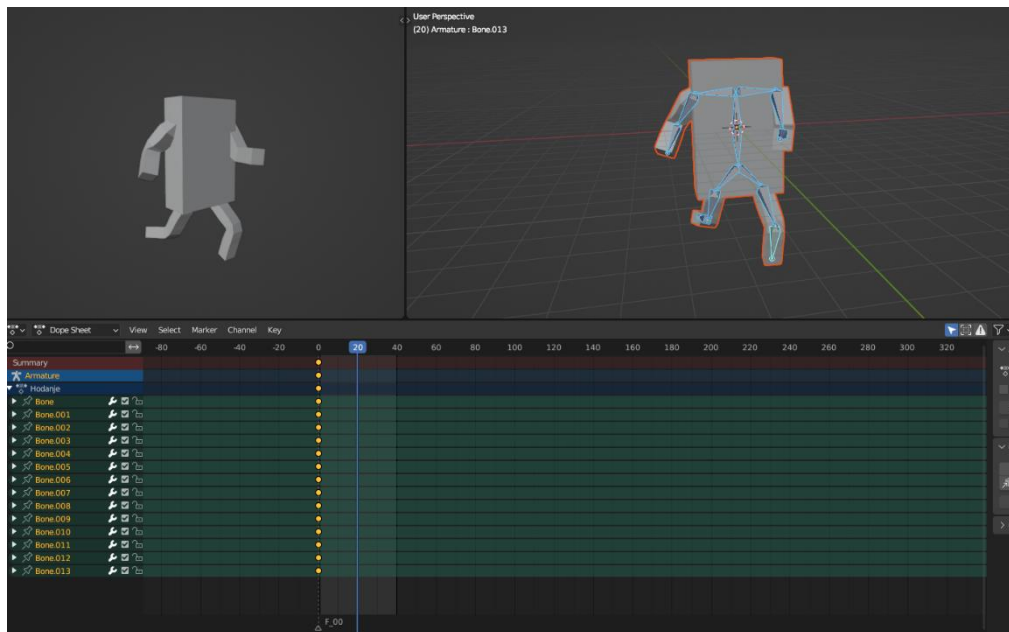 User Perspective
(20) Armature : Bone.013
Dope Sheet View Select Marker Channel Key
-80 -60 -40 -20 0 20 40 60 80 100 120 140 160 180 200 220 240 260 280 300 320
Summary
Armature
Hodanje
Bone
Bone.001
Bone.002
Bone.003
Bone.004
Bone.005
Bone.006
Bone.007
Bone.008
Bone.009
Bone.010
Bone.011
Bone.012
Bone.013
F_00